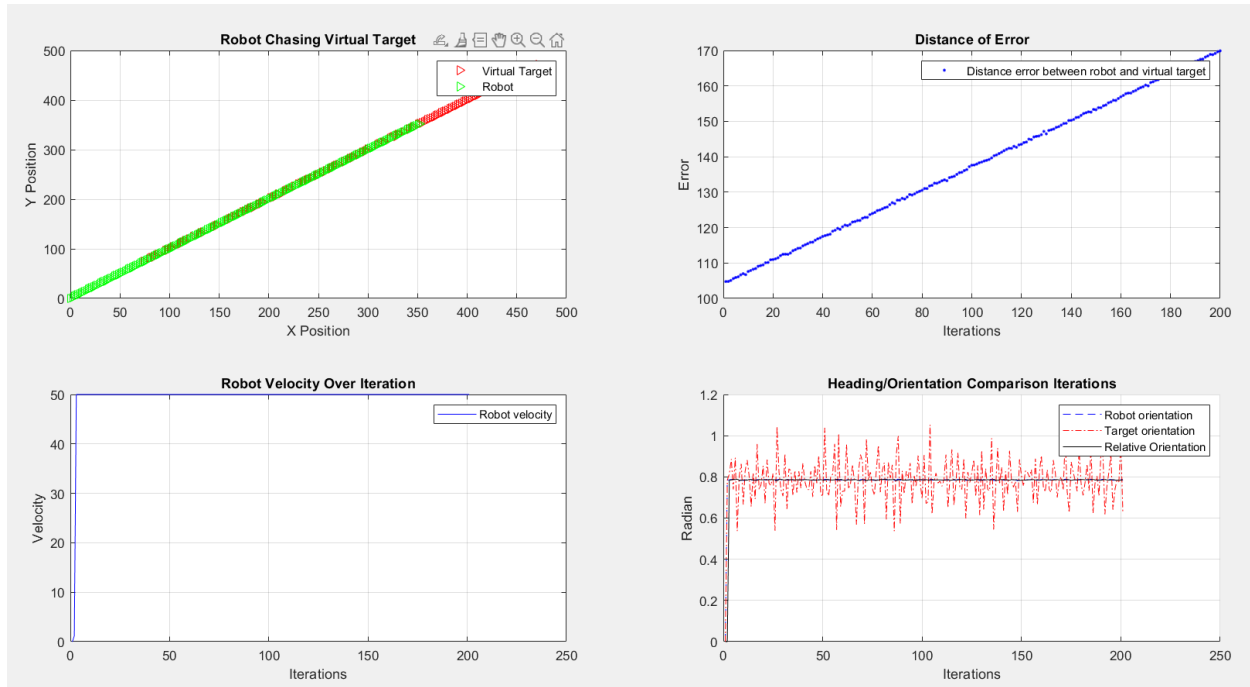 Robot Chasing Virtual Target
500
400
300
200
100
0
Y Position
Virtual Target
Robot
0 50 100 150 200 250 300 350 400 450 500
X Position
Distance of Error
170
160
150
140
130
120
110
100
Error
Distance error between robot and virtual target
0 20 40 60 80 100 120 140 160 180 200
Iterations
Robot Velocity Over Iteration
50
40
30
20
10
0
Velocity
Robot velocity
0 50 100 150 200 250
Iterations
Heading/Orientation Comparison Iterations
1.2
1
0.8
0.6
0.4
0.2
0
Radian
Robot orientation
Target orientation
Relative Orientation
0 50 100 150 200 250
Iterations